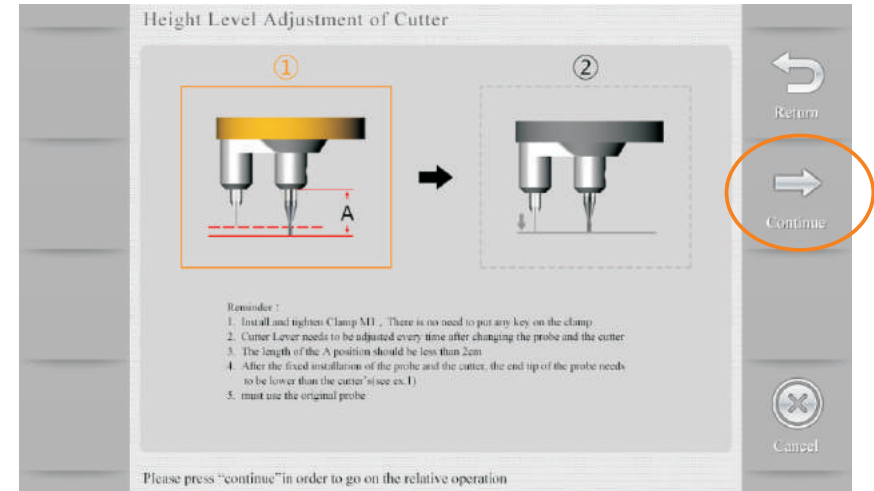 Height Level Adjustment of Cutter
① ②
Return
A
Continue
Reminder :
1. Install and tighten Clamp M1 , There is no need to put any key on the clamp
2. Cutter Lever needs to be adjusted every time after changing the probe and the cutter
3. The length of the A position should be less than 2cm
4. After the fixed installation of the probe and the cutter, the end tip of the probe needs
to be lower than the cutter's(see ex.1)
5. must use the original probe
Cancel
Please press "continue"in order to go on the relative operation